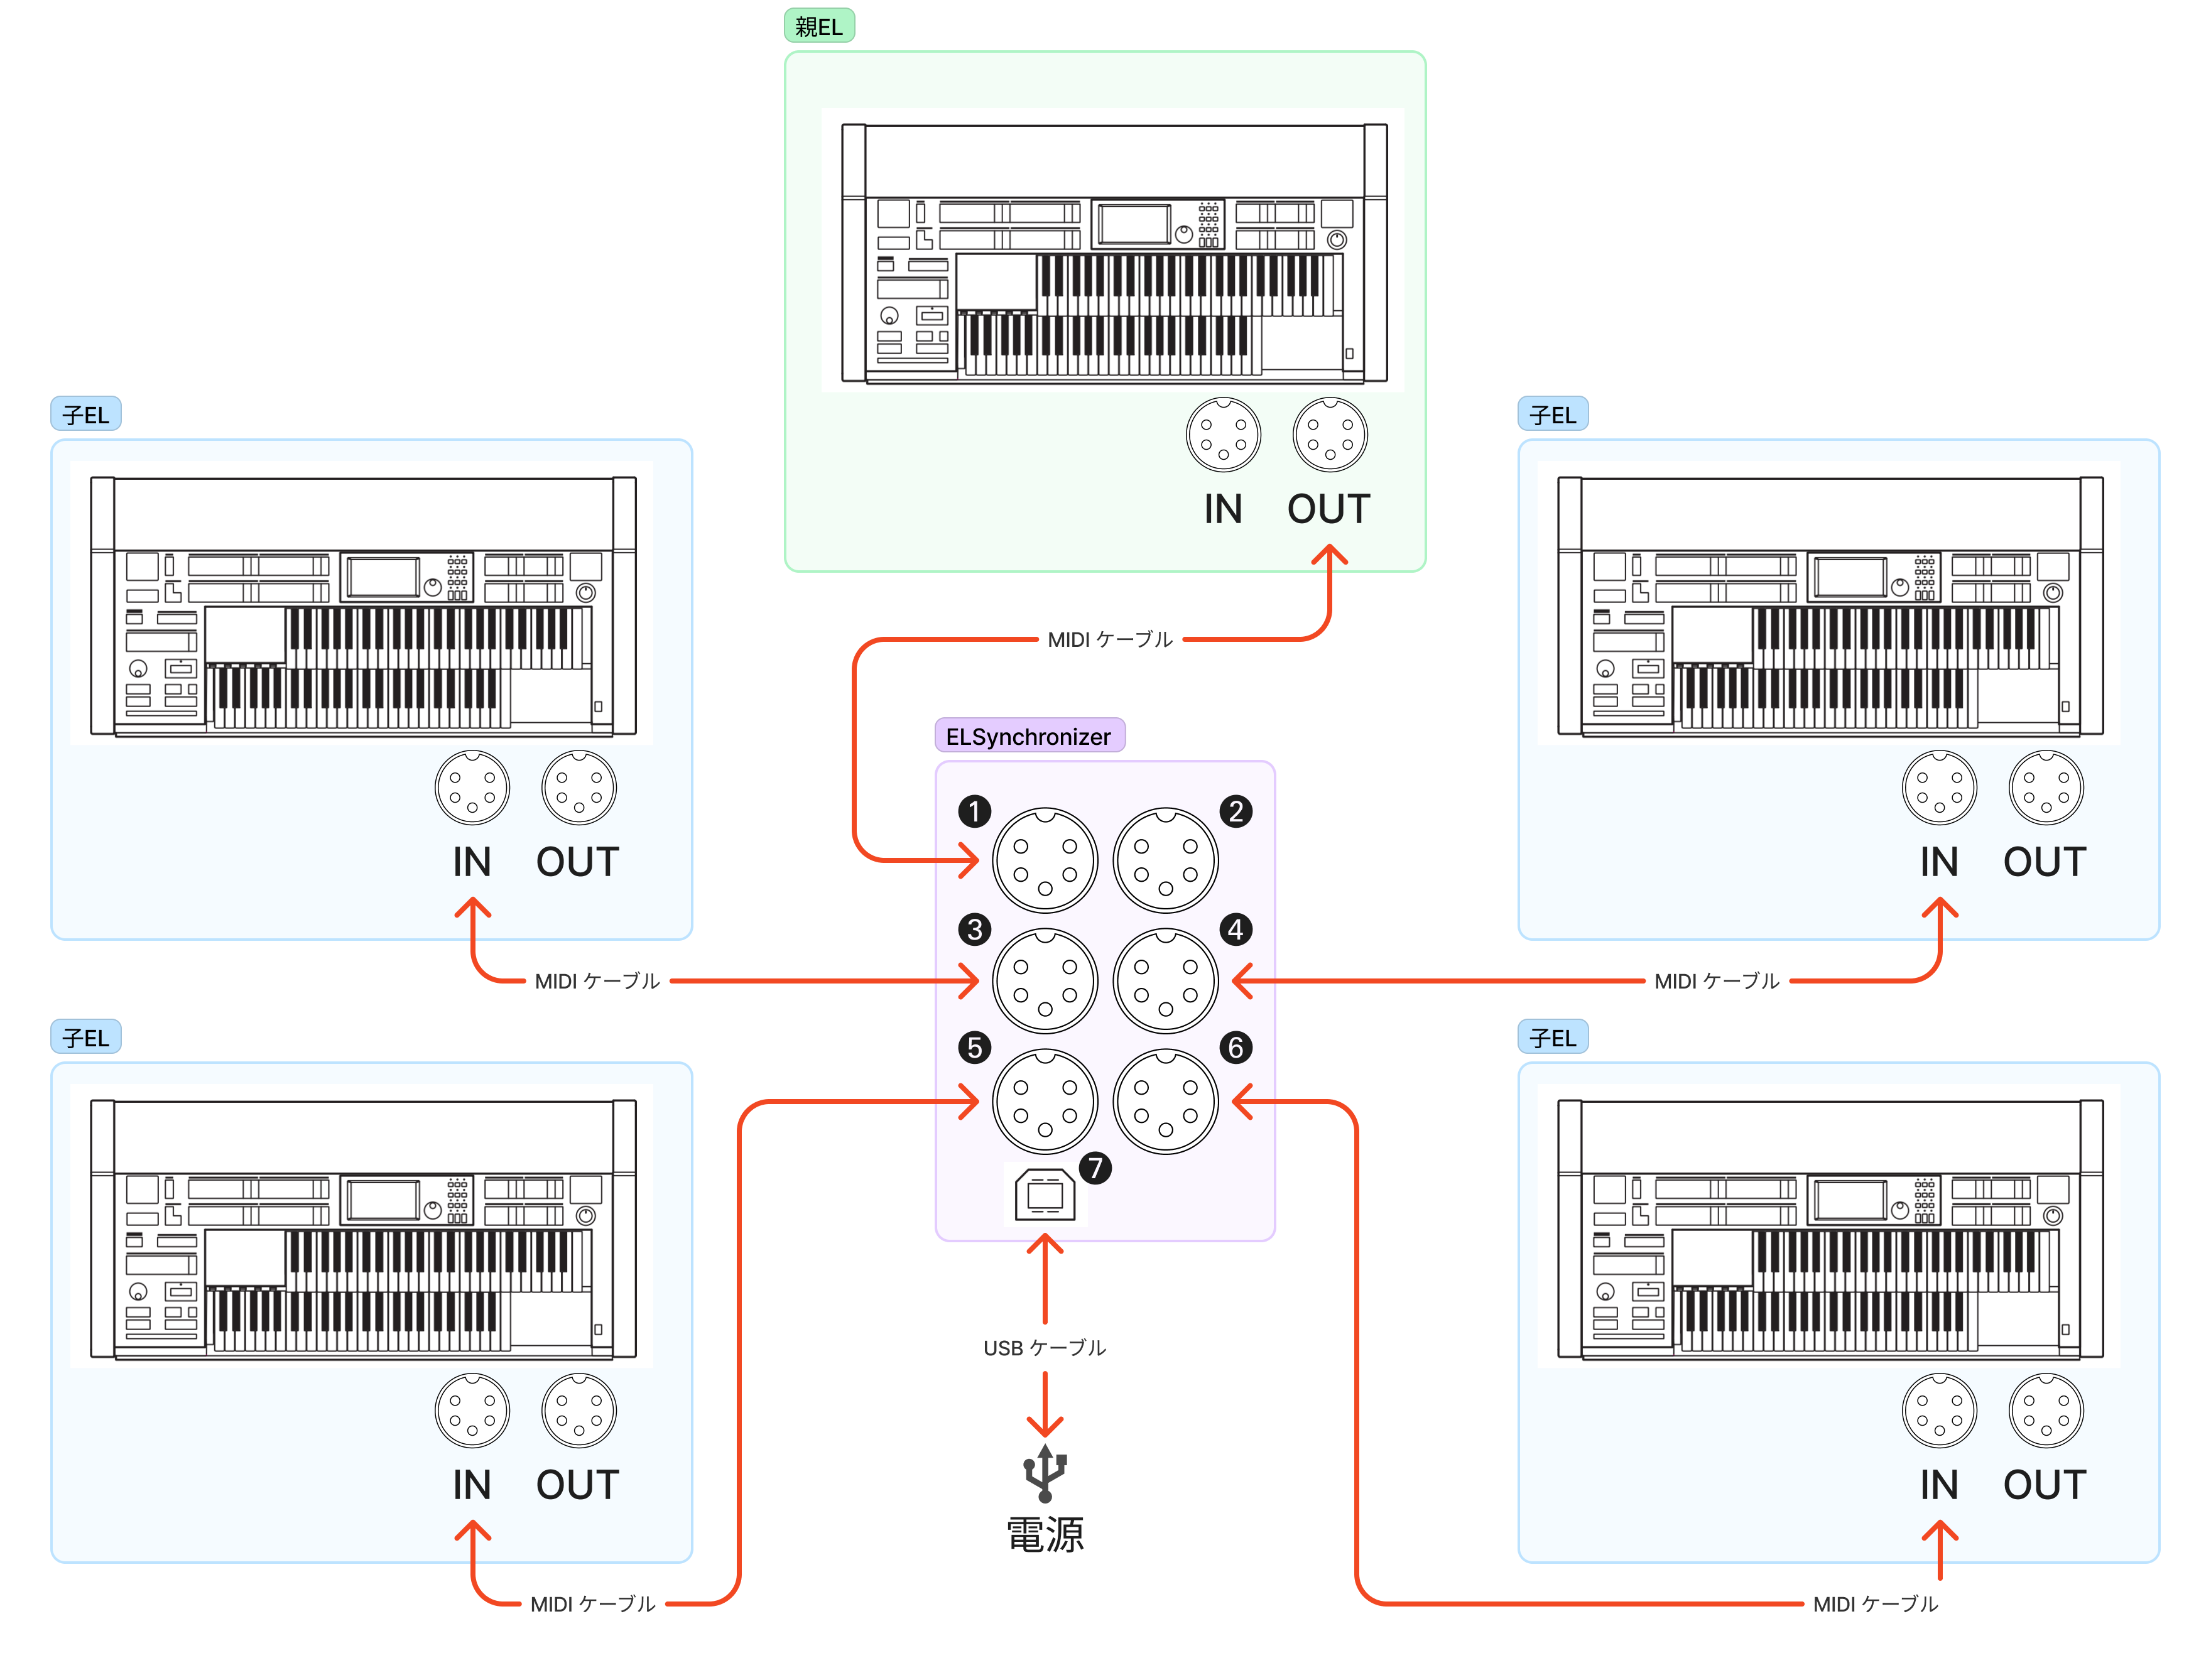 親EL
IN OUT
子EL
IN OUT
子EL
IN OUT
MIDI ケーブル
ELSynchronizer
1 2
3 4
5 6
7
MIDI ケーブル
MIDI ケーブル
子EL
IN OUT
子EL
IN OUT
USB ケーブル
電源
MIDI ケーブル
MIDI ケーブル